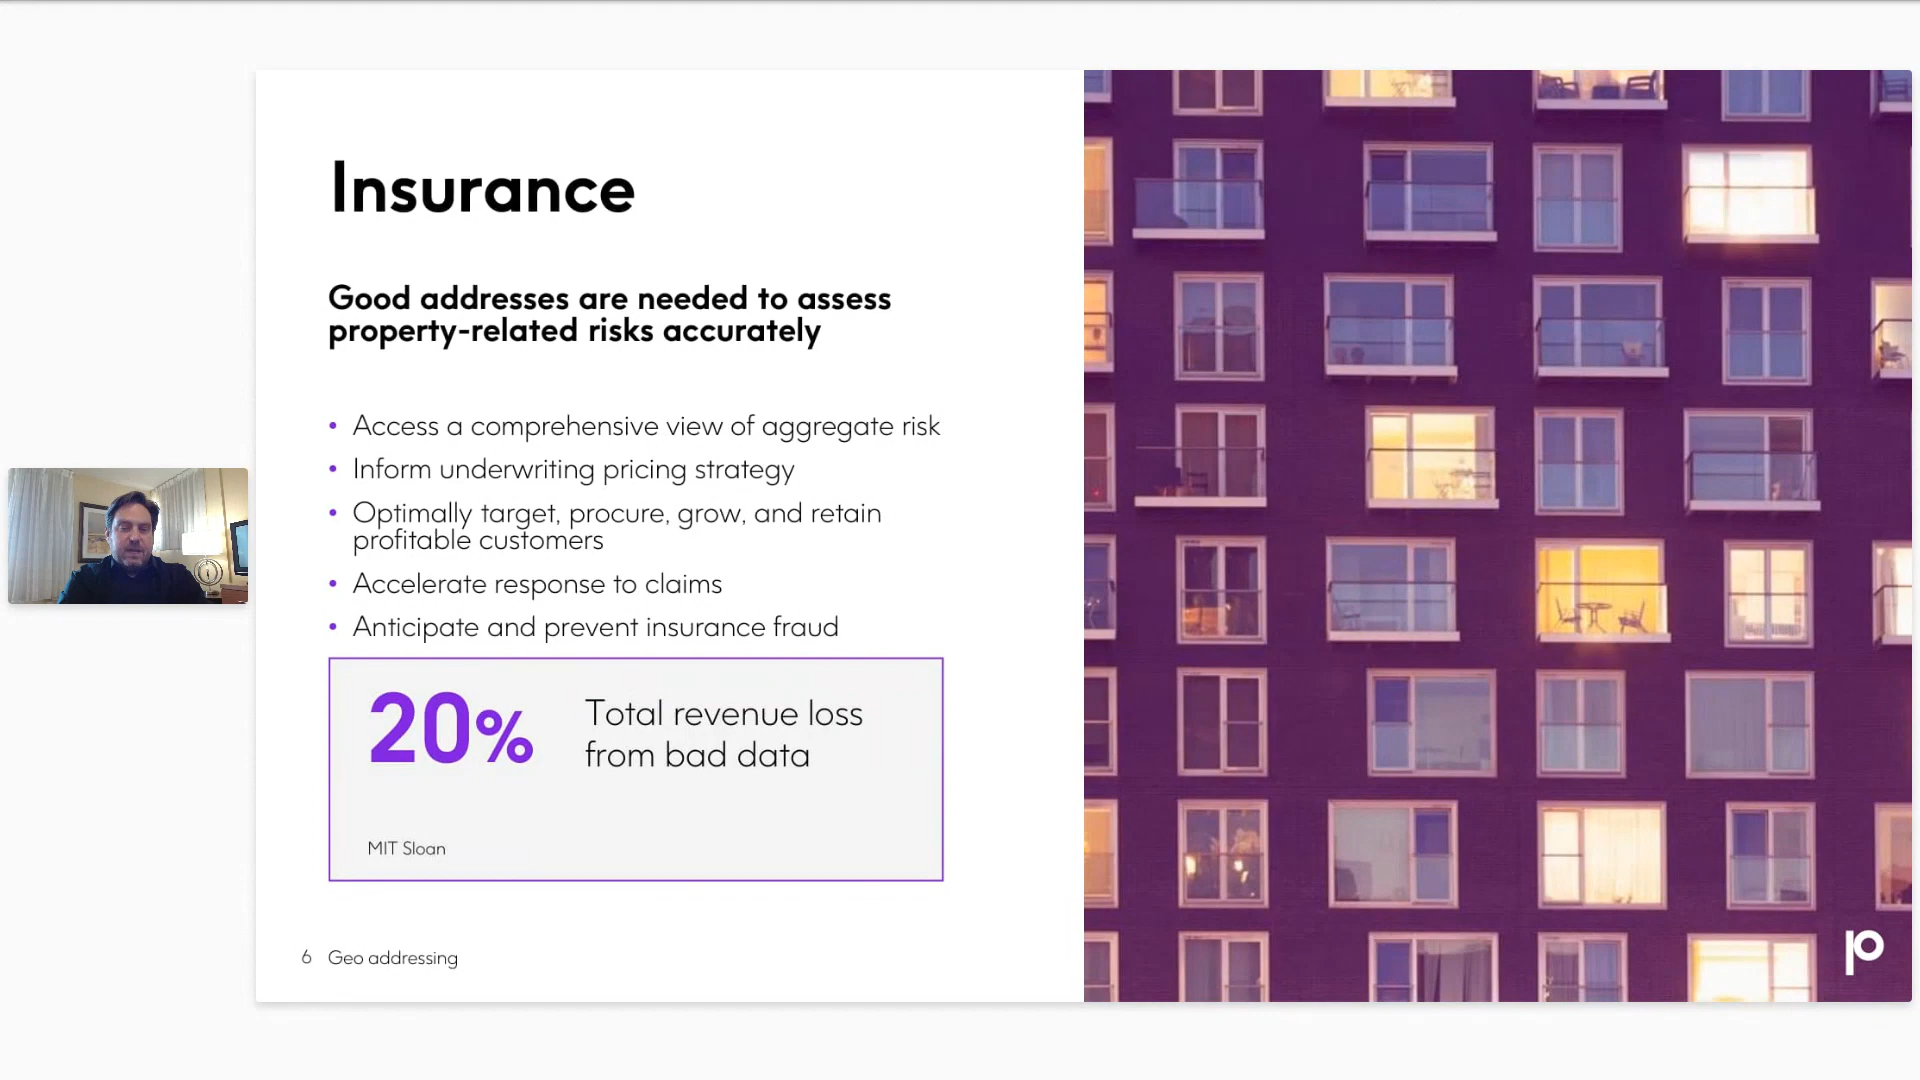 Insurance
Good addresses are needed to assess
property-related risks accurately
• Access a comprehensive view of aggregate risk
• Inform underwriting pricing strategy
• Optimally target, procure, grow, and retain
profitable customers
• Accelerate response to claims
• Anticipate and prevent insurance fraud
20%
Total revenue loss
from bad data
MIT Sloan
6 Geo addressing
p